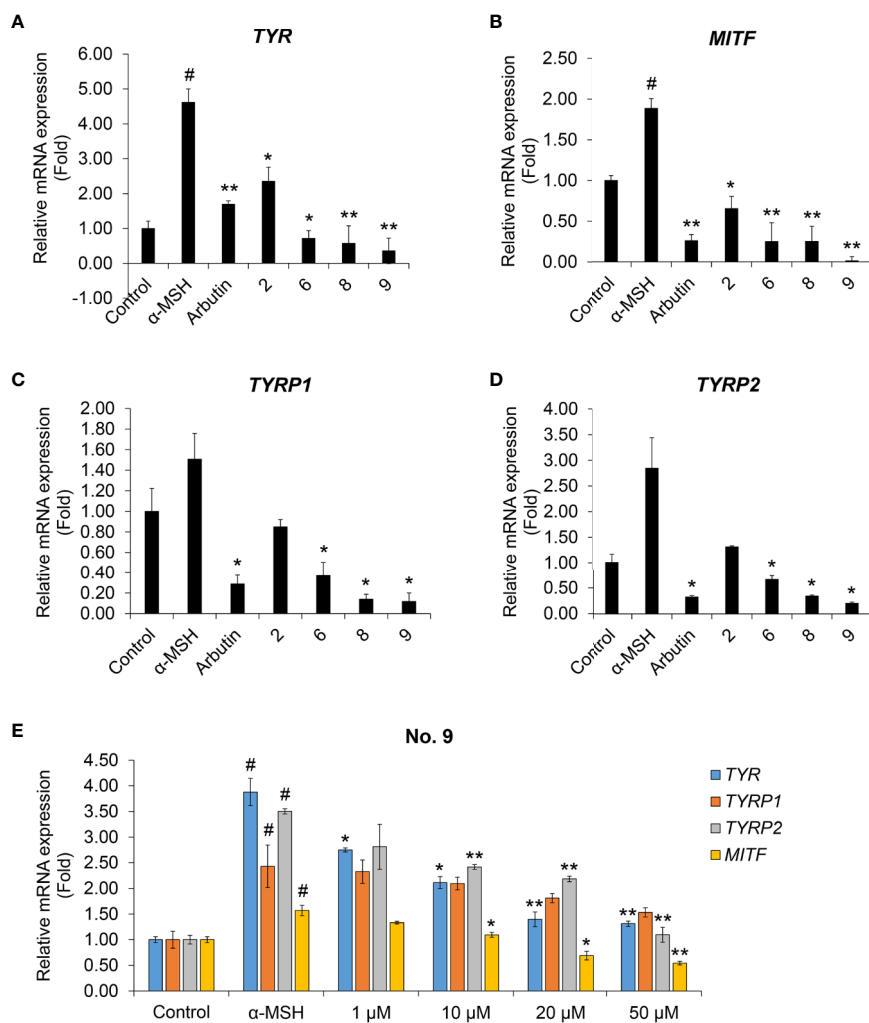 A
TYR
Relative mRNA expression
(Fold)
6.00
5.00
4.00
3.00
2.00
1.00
0.00
-1.00
#
**
*
*
**
**
Control
α-MSH
Arbutin
2
6
8
9
B
MITF
Relative mRNA expression
(Fold)
2.50
2.00
1.50
1.00
0.50
0.00
#
**
*
**
**
**
Control
α-MSH
Arbutin
2
6
8
9
C
TYRP1
Relative mRNA expression
(Fold)
2.00
1.80
1.60
1.40
1.20
1.00
0.80
0.60
0.40
0.20
0.00
*
*
*
*
Control
α-MSH
Arbutin
2
6
8
9
D
TYRP2
Relative mRNA expression
(Fold)
4.00
3.50
3.00
2.50
2.00
1.50
1.00
0.50
0.00
*
*
*
*
Control
α-MSH
Arbutin
2
6
8
9
E
No. 9
Relative mRNA expression
(Fold)
4.50
4.00
3.50
3.00
2.50
2.00
1.50
1.00
0.50
0.00
#
#
#
#
*
*
**
*
**
**
*
**
**
**
Control
α-MSH
1 μM
10 μM
20 μM
50 μM
TYR
TYRP1
TYRP2
MITF